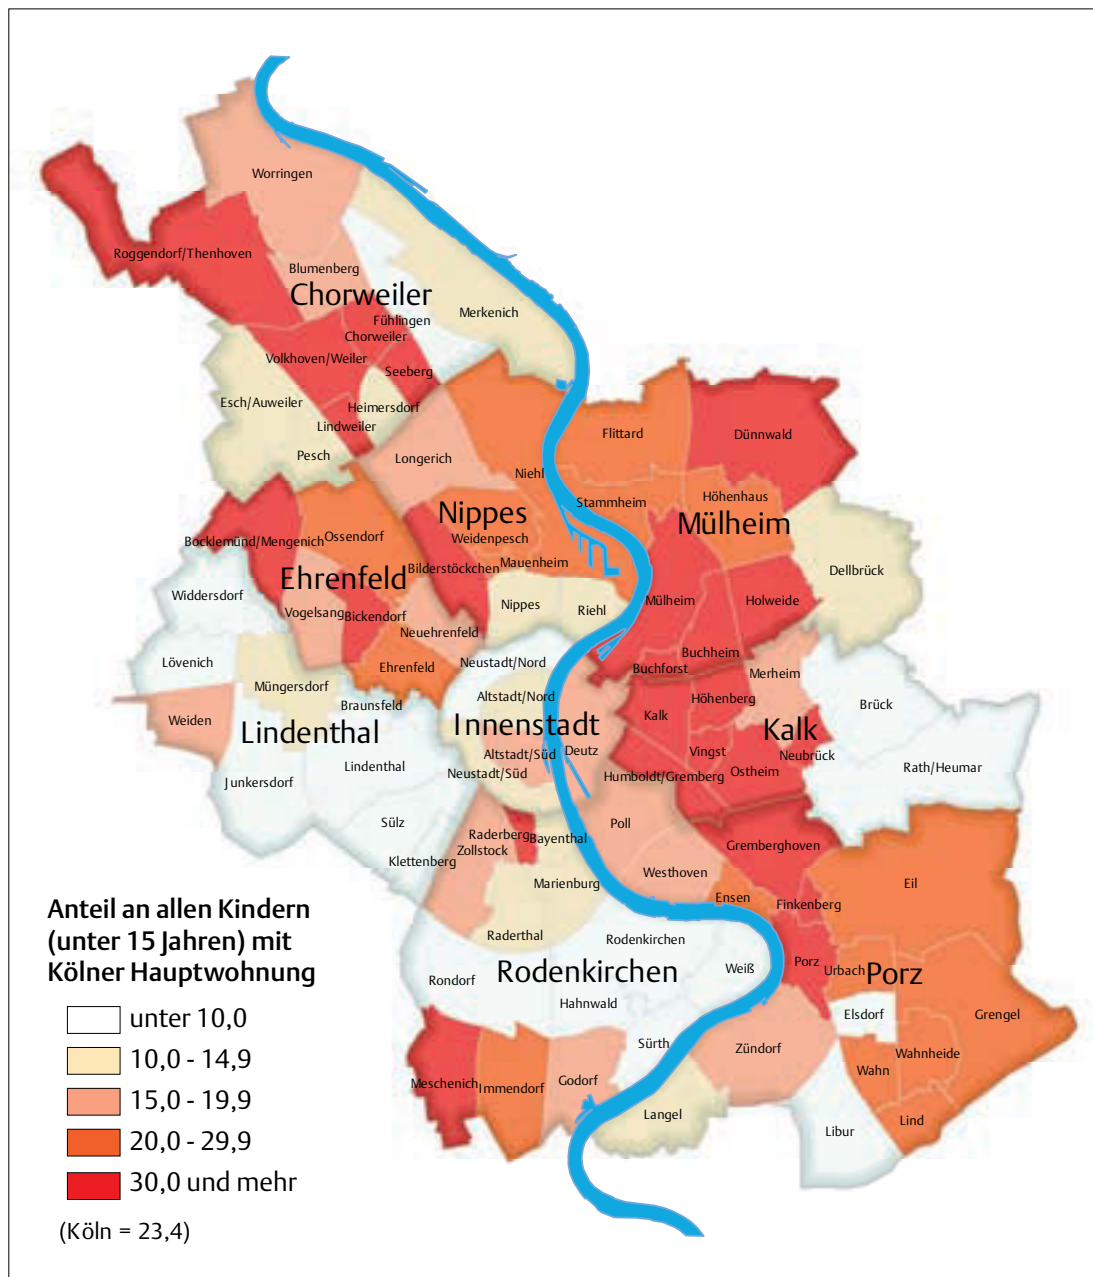 Worringen
Roggendorf/Thenhoven
Blumenberg
Chorweiler
Merkenich
Fühlingen
Chorweiler
Volkhoven/Weiler
Seeberg
Esch/Auweiler
Heimersdorf
Lindweiler
Pesch
Longerich
Niehl
Flittard
Dünnwald
Stammheim
Höhenhaus
Nippes
Mülheim
Weidenpesch
Ossendorf
Bocklemünd/Mengenich
Mauenheim
Bilderstöckchen
Dellbrück
Ehrenfeld
Widdersdorf
Vogelsang
Bickendorf
Nippes
Riehl
Mülheim
Holweide
Neuehrenfeld
Buchheim
Lövenich
Ehrenfeld
Neustadt/Nord
Buchforst
Merheim
Müngersdorf
Altstadt/Nord
Höhenberg
Braunsfeld
Brück
Weiden
Lindenthal
Innenstadt
Kalk
Kalk
Altstadt/Süd
Deutz
Vingst
Neubrück
Junkersdorf
Lindenthal
Neustadt/Süd
Humboldt/Gremberg
Ostheim
Rath/Heumar
Sülz
Raderberg
Bayenthal
Poll
Zollstock
Klettenberg
Gremberghoven
Westhoven
Marienburg
Eil
Ensen
Finkenberg
Raderthal
Rodenkirchen
Rodenkirchen
Weiß
Porz
Urbach
Porz
Rondorf
Hahnwald
Elsdorf
Grengel
Sürth
Zündorf
Wahnheide
Wahn
Meschenich
Immendorf
Godorf
Langel
Lind
Libur
Anteil an allen Kindern
(unter 15 Jahren) mit
Kölner Hauptwohnung
unter 10,0
10,0 - 14,9
15,0 - 19,9
20,0 - 29,9
30,0 und mehr
(Köln = 23,4)